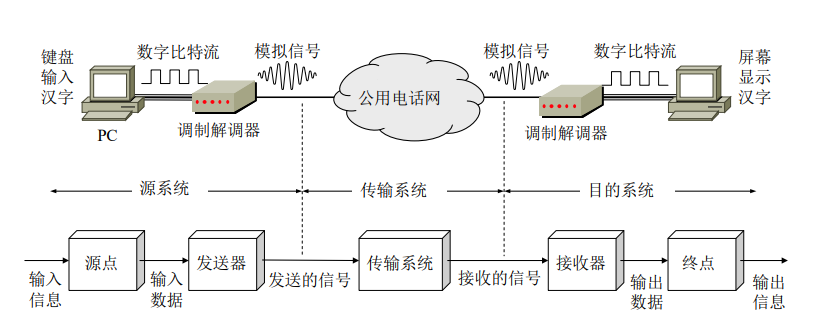 键盘
输入
汉字
数字比特流
模拟信号
模拟信号
数字比特流
屏幕
显示
汉字
公用电话网
PC
调制解调器
调制解调器
源系统
传输系统
目的系统
源点
发送器
传输系统
接收器
终点
输入
信息
输入
数据
发送的信号
接收的信号
输出
数据
输出
信息